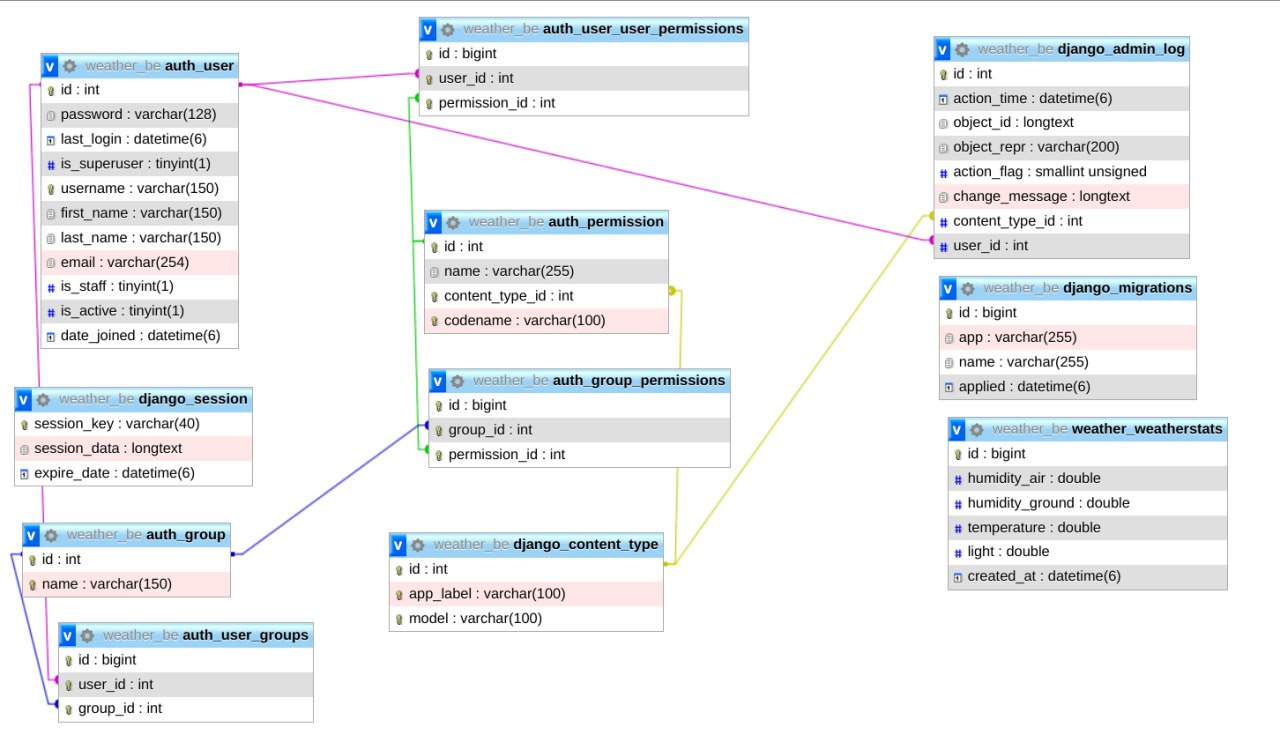 weather_be auth_user
id : int
password : varchar(128)
last_login : datetime(6)
is_superuser : tinyint(1)
username : varchar(150)
first_name : varchar(150)
last_name : varchar(150)
email : varchar(254)
is_staff : tinyint(1)
is_active : tinyint(1)
date_joined : datetime(6)
weather_be django_session
session_key : varchar(40)
session_data : longtext
expire_date : datetime(6)
weather_be auth_group
id : int
name : varchar(150)
weather_be auth_user_groups
id : bigint
user_id : int
group_id : int
weather_be auth_user_user_permissions
id : bigint
user_id : int
permission_id : int
weather_be auth_permission
id : int
name : varchar(255)
content_type_id : int
codename : varchar(100)
weather_be auth_group_permissions
id : bigint
group_id : int
permission_id : int
weather_be django_content_type
id : int
app_label : varchar(100)
model : varchar(100)
weather_be django_admin_log
id : int
action_time : datetime(6)
object_id : longtext
object_repr : varchar(200)
action_flag : smallint unsigned
change_message : longtext
content_type_id : int
user_id : int
weather_be django_migrations
id : bigint
app : varchar(255)
name : varchar(255)
applied : datetime(6)
weather_be weather_weatherstats
id : bigint
humidity_air : double
humidity_ground : double
temperature : double
light : double
created_at : datetime(6)